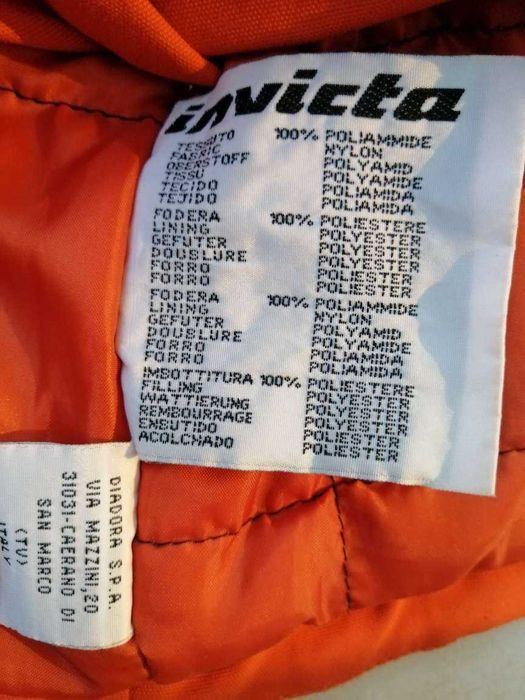 invicta
TESSUTO 100% POLIAMMIDE
FABRIC NYLON
OBERSTOFF POLYAMID
TISSU POLYAMIDE
TECIDO POLIAMIDA
TEJIDO POLIAMIDA
FODERA 100% POLIESTERE
LINING POLYESTER
GEFUTER POLYESTER
DOUBLURE POLYESTER
FORRO POLIESTER
FORRO POLIESTER
FODERA 100% POLIAMMIDE
LINING NYLON
GEFUTER POLYAMID
DOUBLURE POLYAMIDE
FORRO POLIAMIDA
FORRO POLIAMIDA
IMBOTTITURA 100% POLIESTERE
FILLING POLYESTER
WATTIERUNG POLYESTER
REMBOURRAGE POLYESTER
ENBUTIDO POLIESTER
ACOLCHADO POLIESTER
DIADORA S.P.A.
VIA MAZZINI,20
31031-CAERANO DI
SAN MARCO
(TV)
ITALY